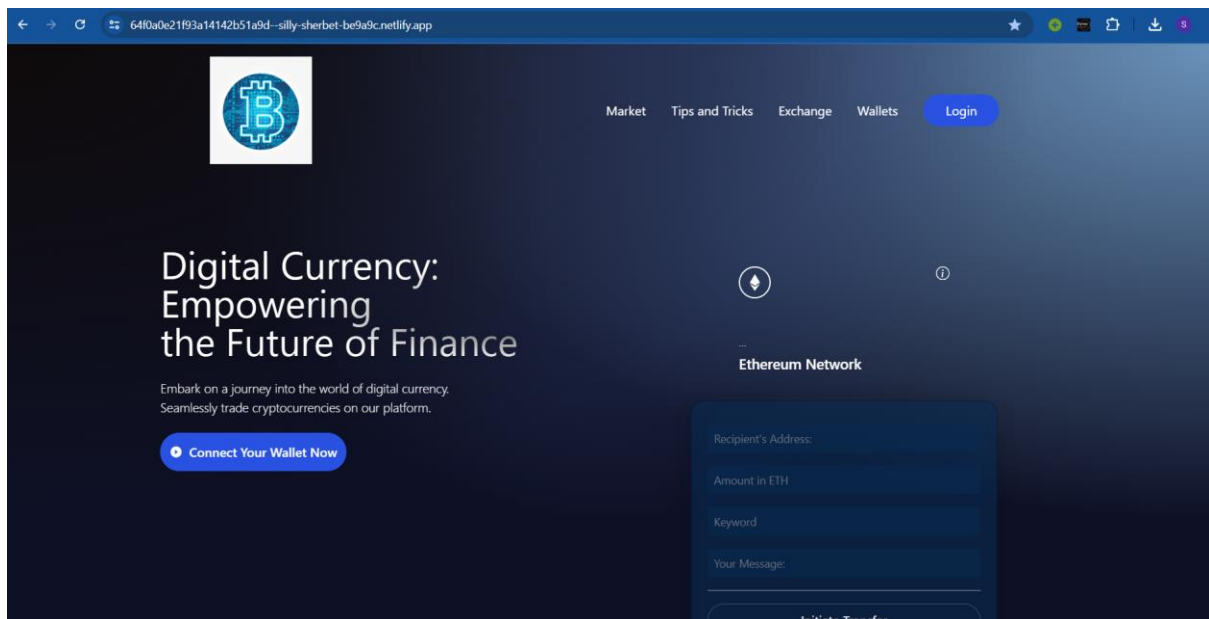 64f0a0e21f93a14142b51a9d--silly-sherbet-be9a9c.netlify.app
S
Market Tips and Tricks Exchange Wallets Login
Digital Currency:
Empowering
the Future of Finance
Embark on a journey into the world of digital currency.
Seamlessly trade cryptocurrencies on our platform.
Connect Your Wallet Now
...
Ethereum Network
Recipient's Address:
Amount in ETH
Keyword
Your Message:
Initiate Transfer